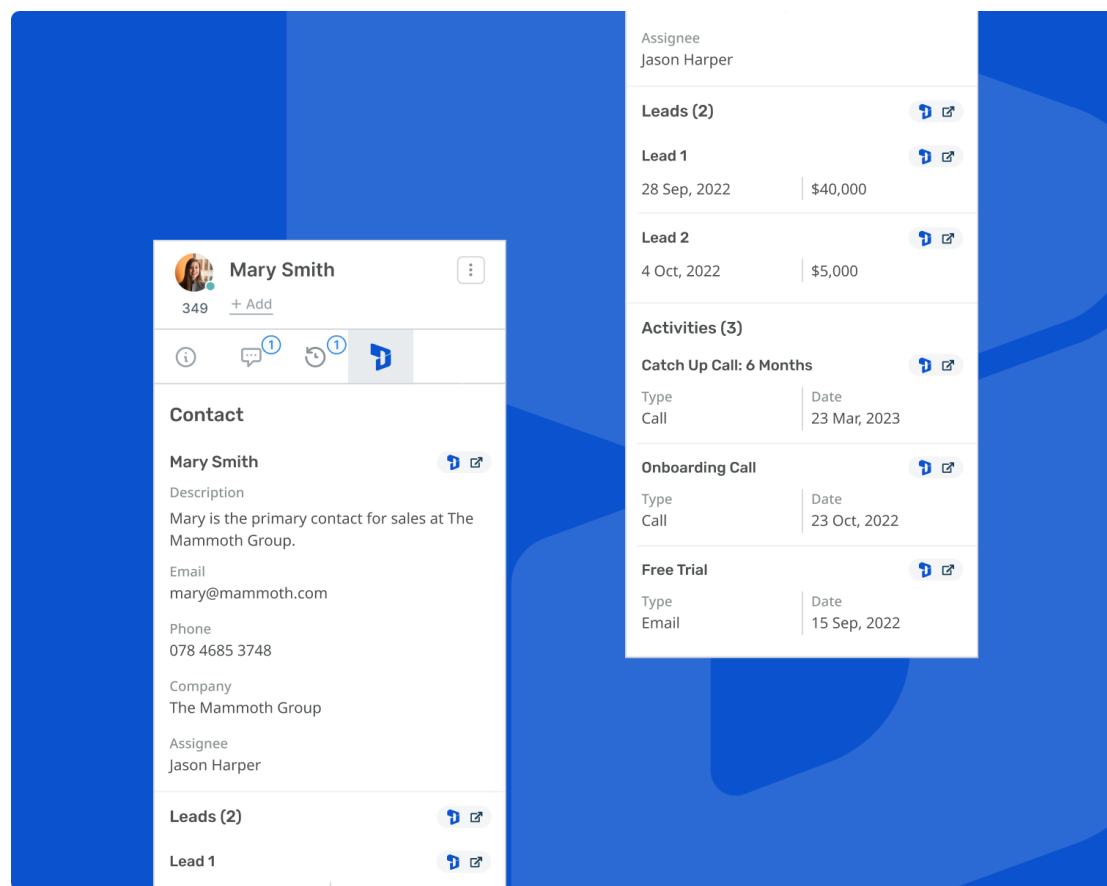 Mary Smith
349
+ Add
1
1
Contact
Mary Smith
Description
Mary is the primary contact for sales at The
Mammoth Group.
Email
mary@mammoth.com
Phone
078 4685 3748
Company
The Mammoth Group
Assignee
Jason Harper
Leads (2)
Lead 1
Assignee
Jason Harper
Leads (2)
Lead 1
28 Sep, 2022 $40,000
Lead 2
4 Oct, 2022 $5,000
Activities (3)
Catch Up Call: 6 Months
Type Date
Call 23 Mar, 2023
Onboarding Call
Type Date
Call 23 Oct, 2022
Free Trial
Type Date
Email 15 Sep, 2022